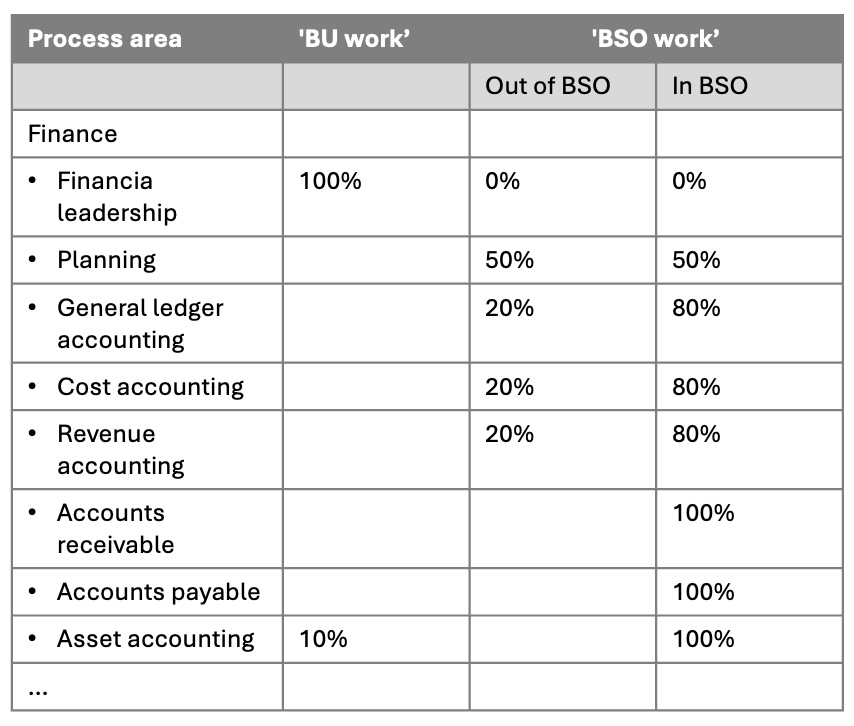 Process area 'BU work’ 'BSO work’
Out of BSO In BSO
Finance
• Financia 100% 0% 0%
leadership
• Planning 50% 50%
• General ledger 20% 80%
accounting
• Cost accounting 20% 80%
• Revenue 20% 80%
accounting
• Accounts 100%
receivable
• Accounts payable 100%
• Asset accounting 10% 100%
...